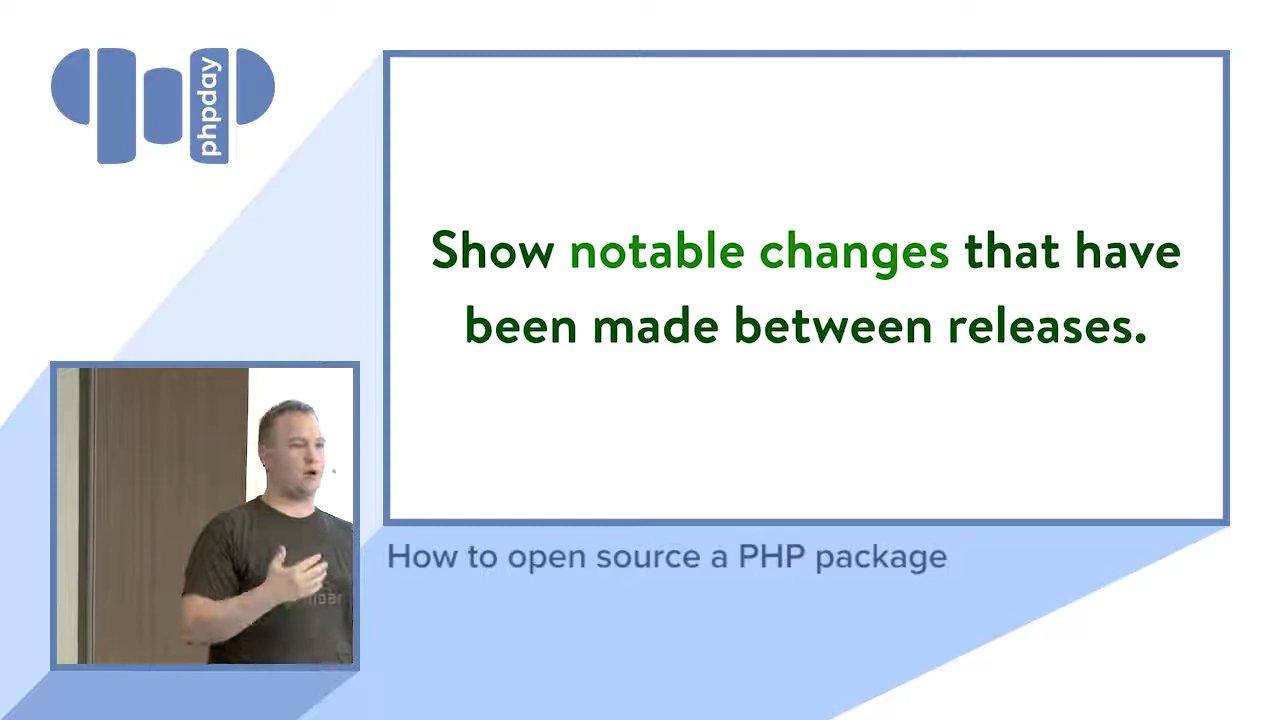 phpday
Show notable changes that have
been made between releases.
How to open source a PHP package